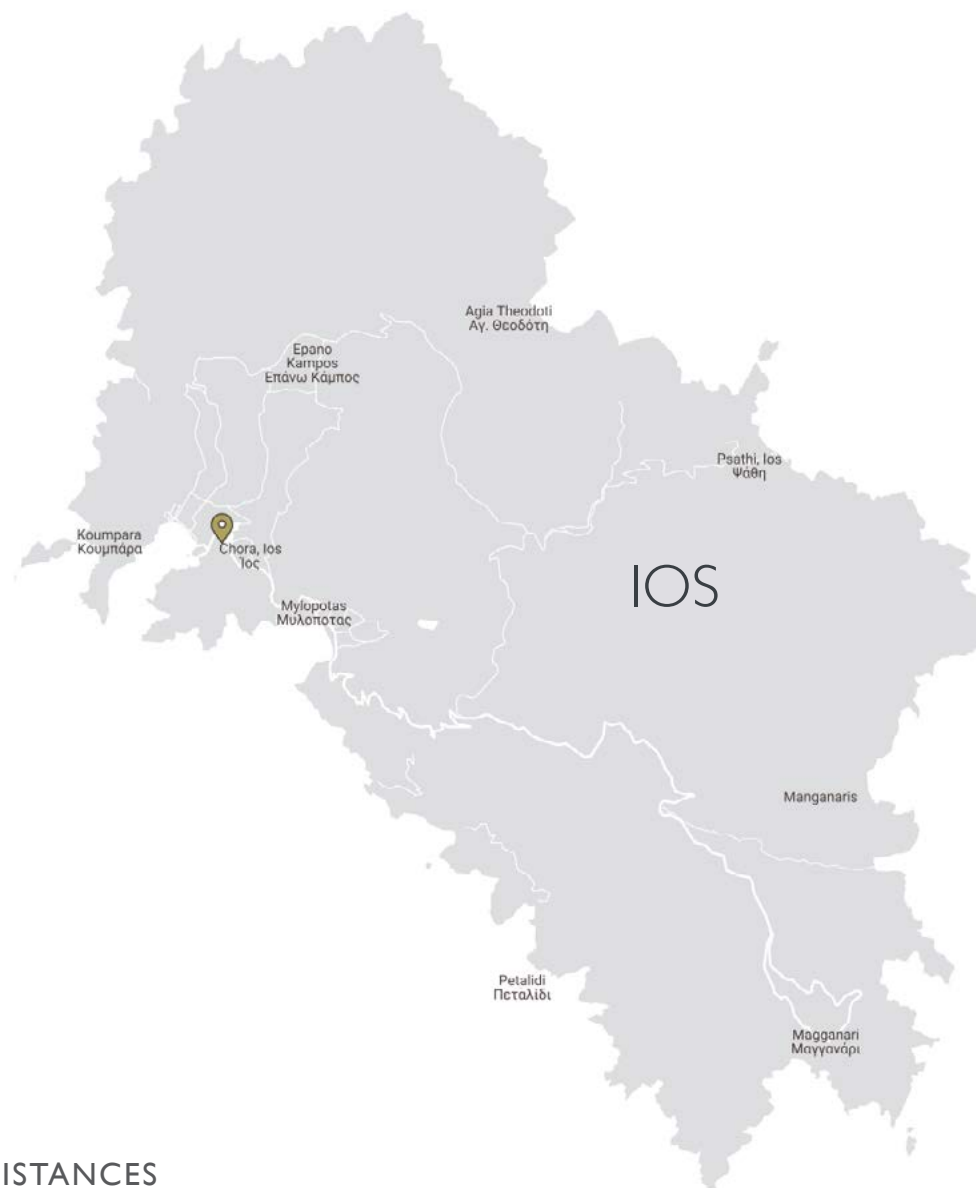 Agia Theodoti
Αγ. Θεοδότη
Epano
Kampos
Επάνω Κάμπος
Psathi, Ios
Ψάθη
Koumpara
Κουμπάρα
Chora, Ios
Ίος
IOS
Mylopotas
Μυλοποτας
Manganaris
Petalidi
Πεταλίδι
Magganari
Μαγγανάρι
ISTANCES